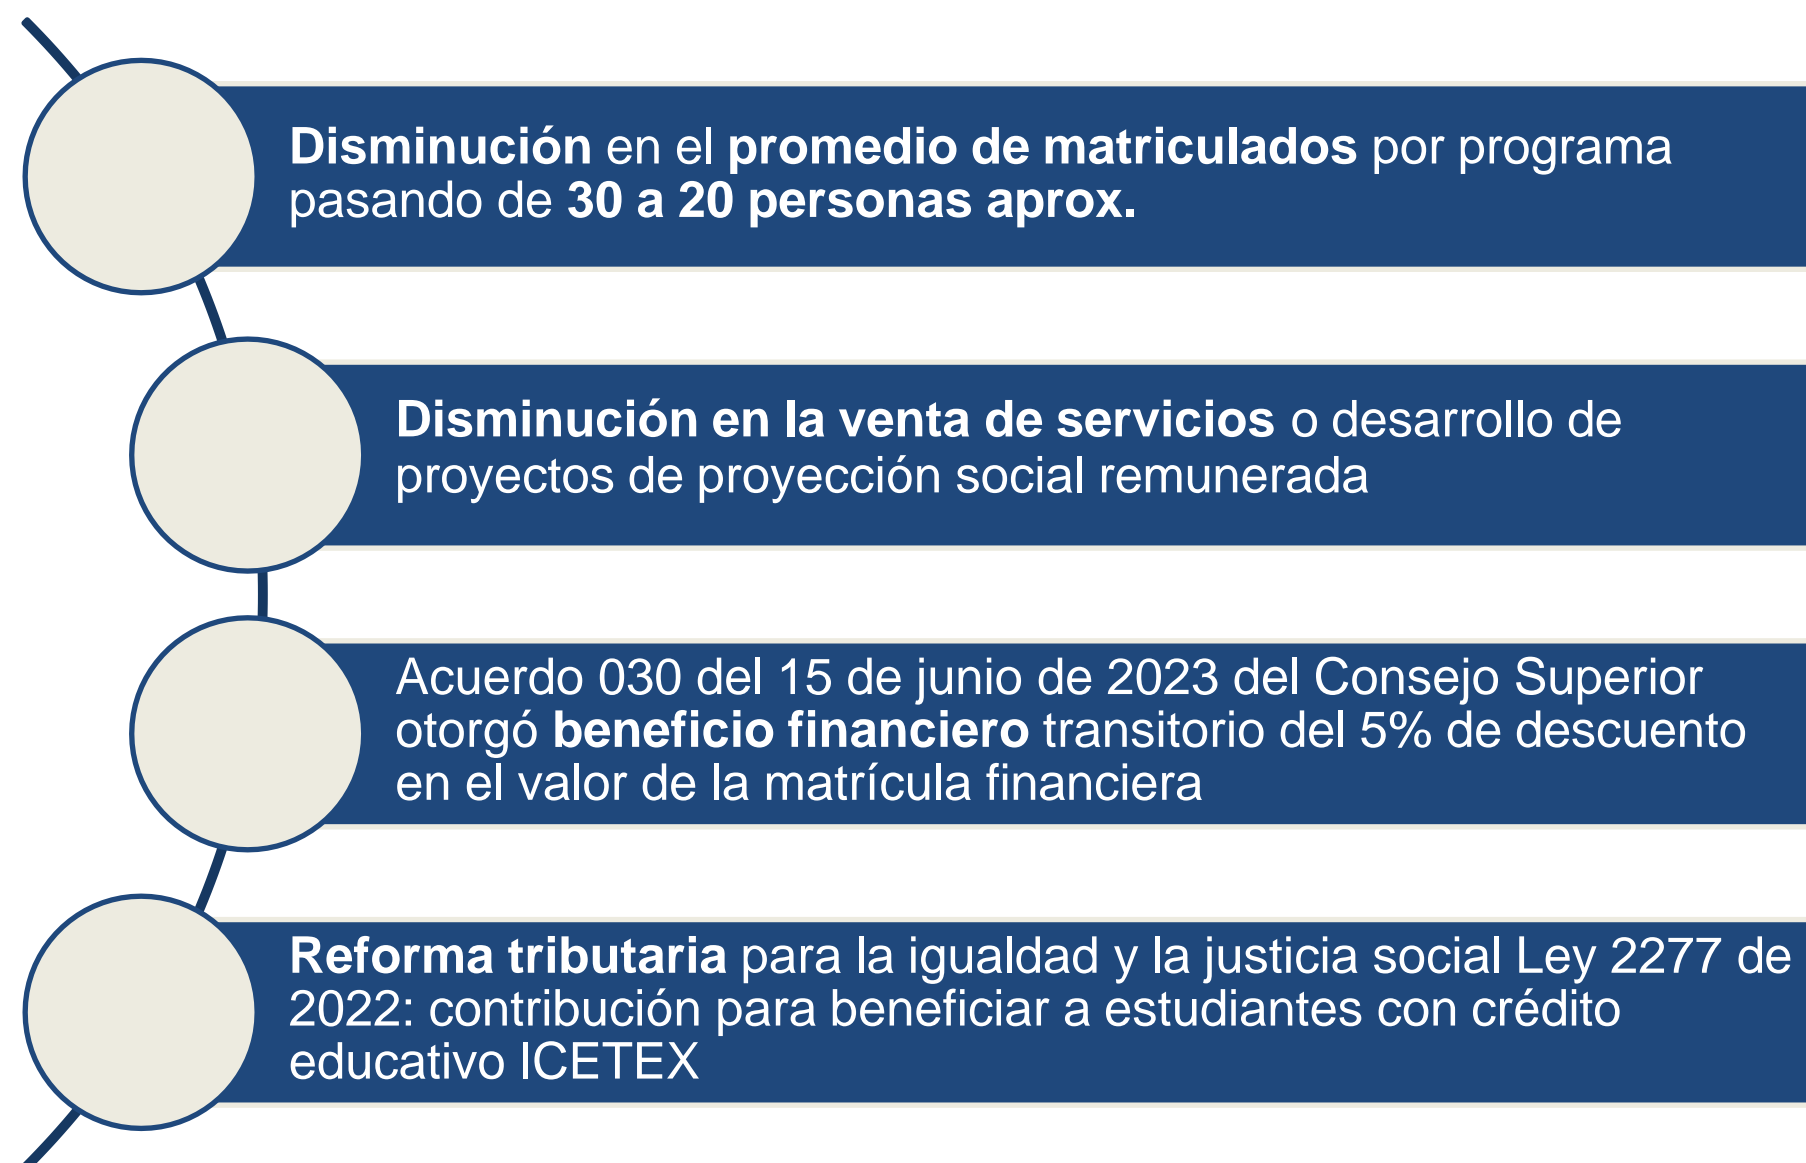 Disminución en el promedio de matriculados por programa
pasando de 30 a 20 personas aprox.
Disminución en la venta de servicios o desarrollo de
proyectos de proyección social remunerada
Acuerdo 030 del 15 de junio de 2023 del Consejo Superior
otorgó beneficio financiero transitorio del 5% de descuento
en el valor de la matrícula financiera
Reforma tributaria para la igualdad y la justicia social Ley 2277 de
2022: contribución para beneficiar a estudiantes con crédito
educativo ICETEX